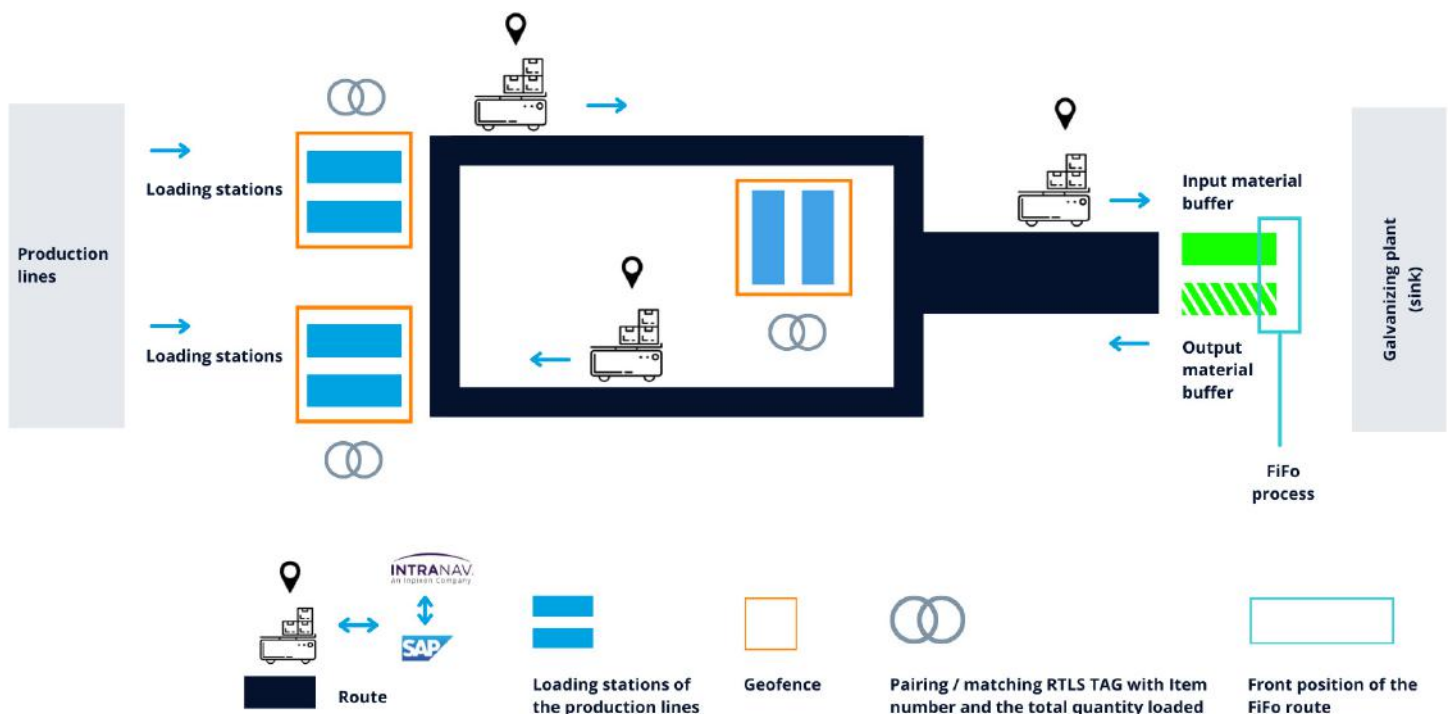 Loading stations
Production
lines
Loading stations
Input material
buffer
Output
material
buffer
FiFo
process
Galvanizing plant
(sink)
INTRANAV.
An Inpixon Company
SAP
Route
Loading stations of
the production lines
Geofence
Pairing / matching RTLS TAG with Item
number and the total quantity loaded
Front position of the
FiFo route